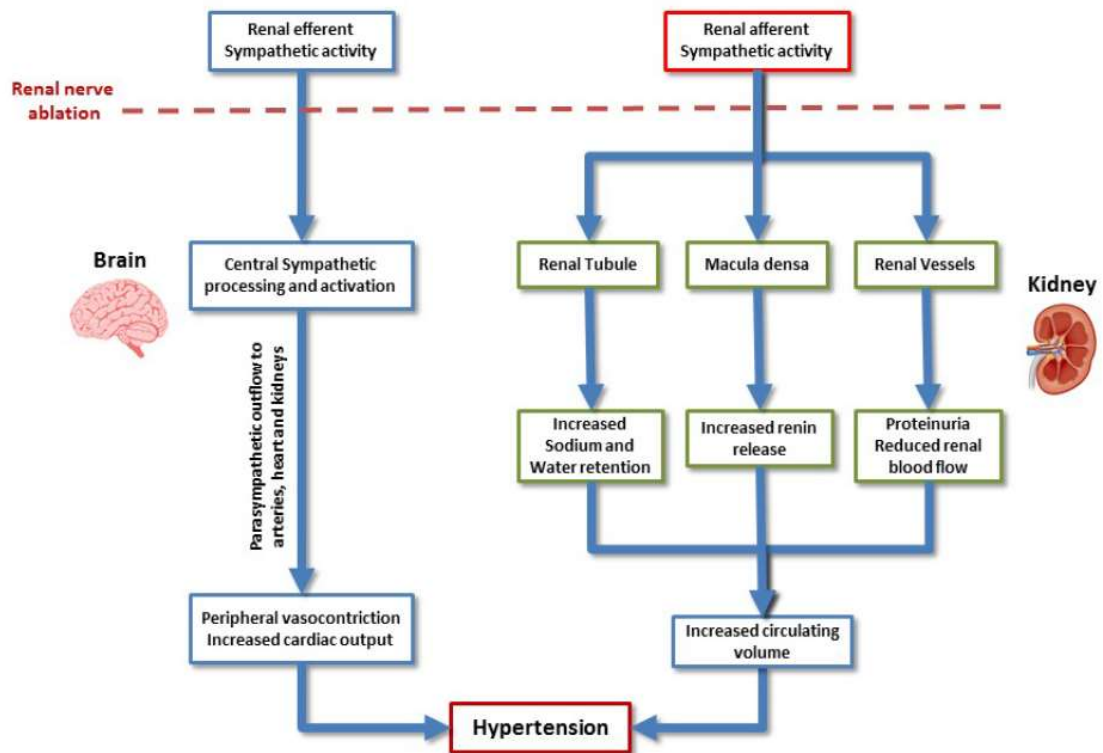 Renal efferent
Sympathetic activity
Renal afferent
Sympathetic activity
Renal nerve
ablation
Brain
Central Sympathetic
processing and activation
Renal Tubule
Macula densa
Renal Vessels
Kidney
Parasympathetic outflow to
arteries, heart and kidneys
Increased
Sodium and
Water retention
Increased renin
release
Proteinuria
Reduced renal
blood flow
Peripheral vasocontriction
Increased cardiac output
Increased circulating
volume
Hypertension